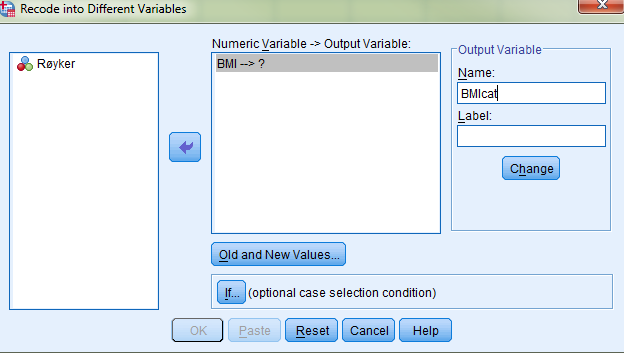 Recode into Different Variables
Røyker
Numeric Variable -> Output Variable:
BMI --> ?
Output Variable
Name:
BMIcat
Label:
Change
Old and New Values...
If... (optional case selection condition)
OK Paste Reset Cancel Help